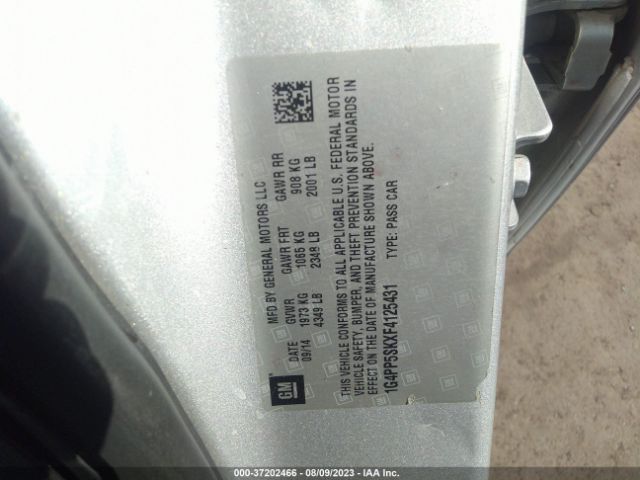 MFD BY GENERAL MOTORS LLC
DATE GVWR GAWR FRT GAWR RR
09/14 1973 KG 1065 KG 908 KG
4349 LB 2348 LB 2001 LB
THIS VEHICLE CONFORMS TO ALL APPLICABLE U.S. FEDERAL MOTOR
VEHICLE SAFETY, BUMPER, AND THEFT PREVENTION STANDARDS IN
EFFECT ON THE DATE OF MANUFACTURE SHOWN ABOVE.
1G4PP5SKXF4125431 TYPE: PASS CAR
GM
000-37202466 - 08/09/2023 - IAA Inc.